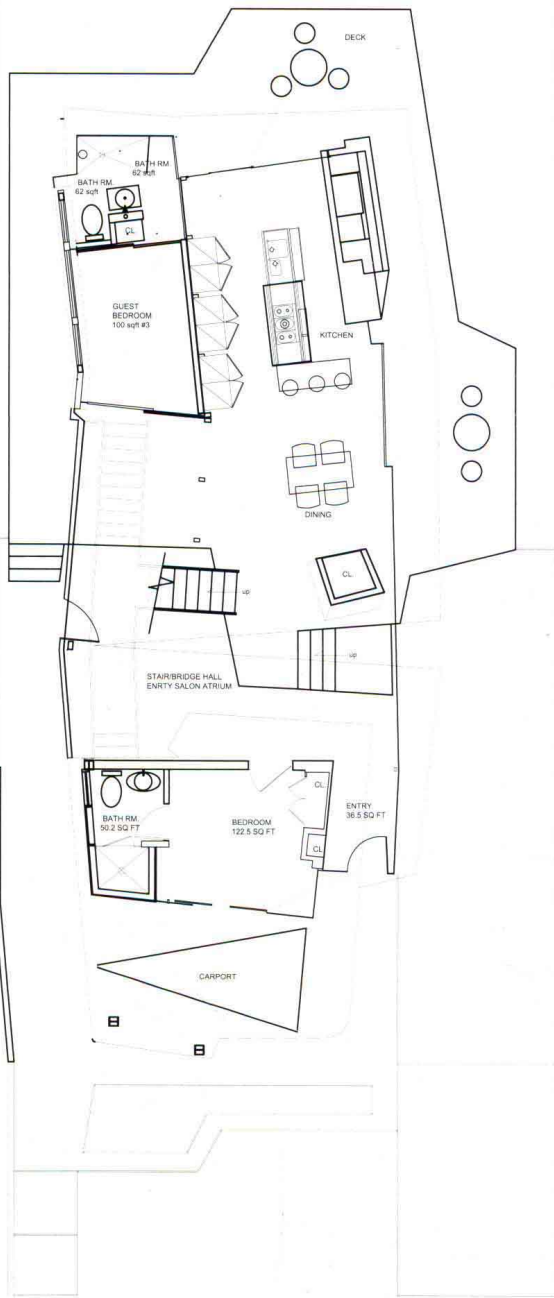 DECK
BATH RM.
62 sqft
BATH RM.
62 sqft
CL.
GUEST
BEDROOM
100 sqft #3
KITCHEN
DINING
CL.
up
up
STAIR/BRIDGE HALL
ENRTY SALON ATRIUM
CL.
BATH RM.
50.2 SQ FT
BEDROOM
122.5 SQ FT
ENTRY
36.5 SQ FT
CL.
CARPORT